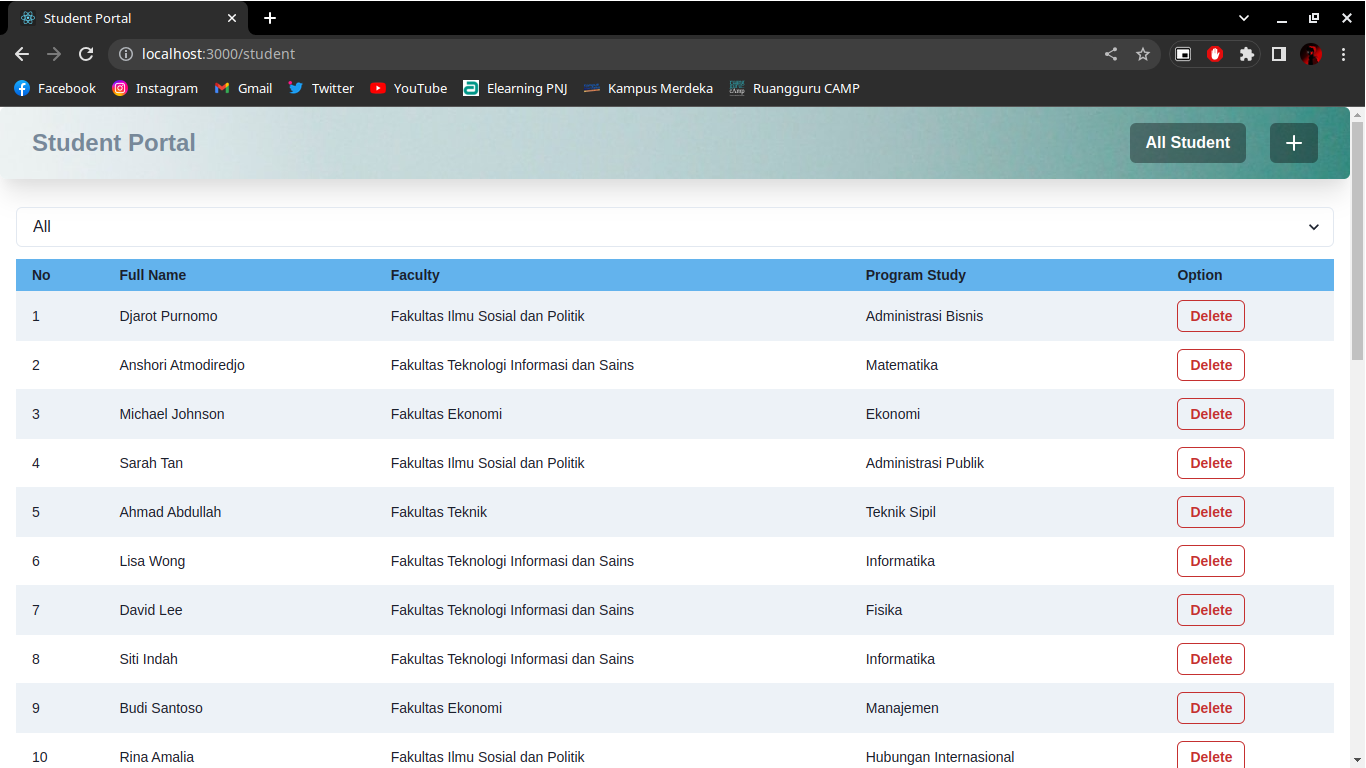 Student Portal
localhost:3000/student
Facebook Instagram Gmail Twitter YouTube Elearning PNJ Kampus Merdeka Ruangguru CAMP
Student Portal All Student +
All
No Full Name Faculty Program Study Option
1 Djarot Purnomo Fakultas Ilmu Sosial dan Politik Administrasi Bisnis Delete
2 Anshori Atmodiredjo Fakultas Teknologi Informasi dan Sains Matematika Delete
3 Michael Johnson Fakultas Ekonomi Ekonomi Delete
4 Sarah Tan Fakultas Ilmu Sosial dan Politik Administrasi Publik Delete
5 Ahmad Abdullah Fakultas Teknik Teknik Sipil Delete
6 Lisa Wong Fakultas Teknologi Informasi dan Sains Informatika Delete
7 David Lee Fakultas Teknologi Informasi dan Sains Fisika Delete
8 Siti Indah Fakultas Teknologi Informasi dan Sains Informatika Delete
9 Budi Santoso Fakultas Ekonomi Manajemen Delete
10 Rina Amalia Fakultas Ilmu Sosial dan Politik Hubungan Internasional Delete